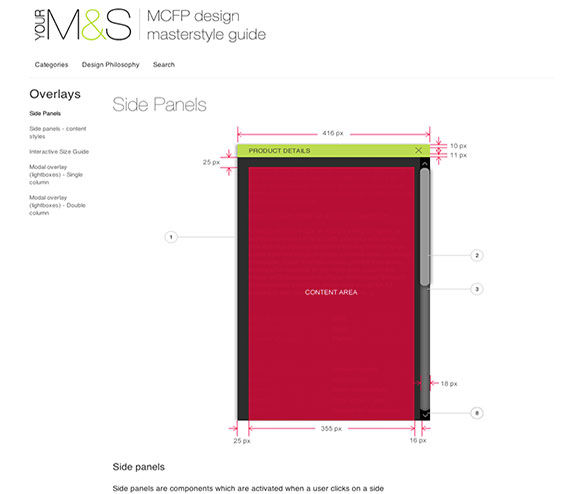 YOUR M&S
MCFP design
masterstyle guide
Categories Design Philosophy Search
Overlays
Side Panels
Side panels - content
styles
Interactive Size Guide
Modal overlay
(lightboxes) - Single
column
Modal overlay
(lightboxes) - Double
column
Side Panels
416 px
PRODUCT DETAILS
10 px
11 px
25 px
1
2
CONTENT AREA
3
18 px
6
25 px
355 px
16 px
Side panels
Side panels are components which are activated when a user clicks on a side